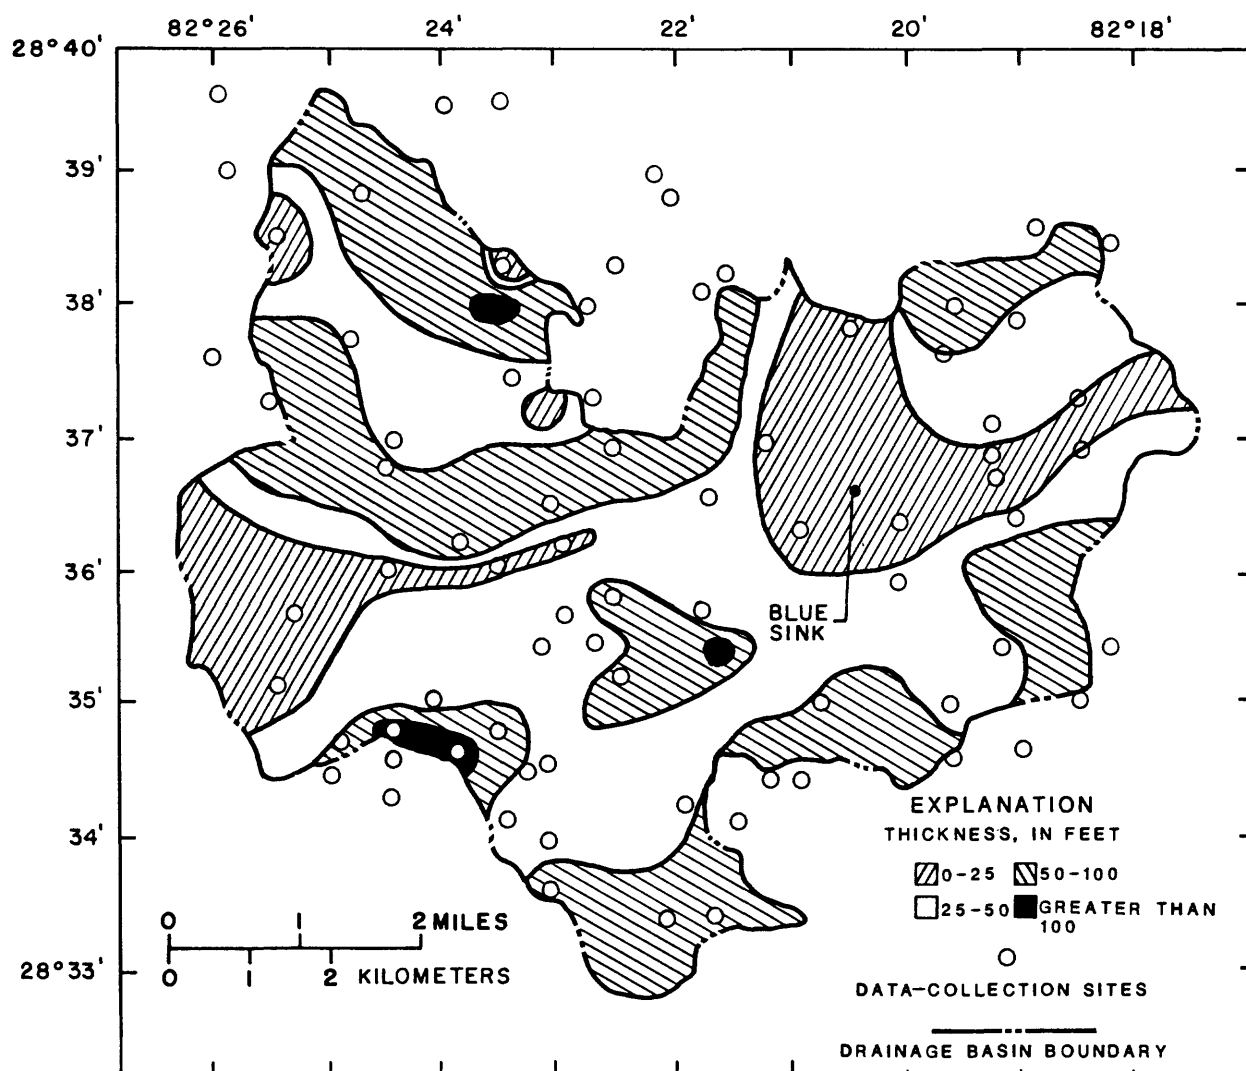 82°26' 24' 22' 20' 82°18'
28°40'
39'
38'
37'
36'
35'
34'
28°33'
BLUE
SINK
EXPLANATION
THICKNESS, IN FEET
0-25 50-100
25-50 GREATER THAN
100
DATA-COLLECTION SITES
DRAINAGE BASIN BOUNDARY
0 1 2 MILES
0 1 2 KILOMETERS